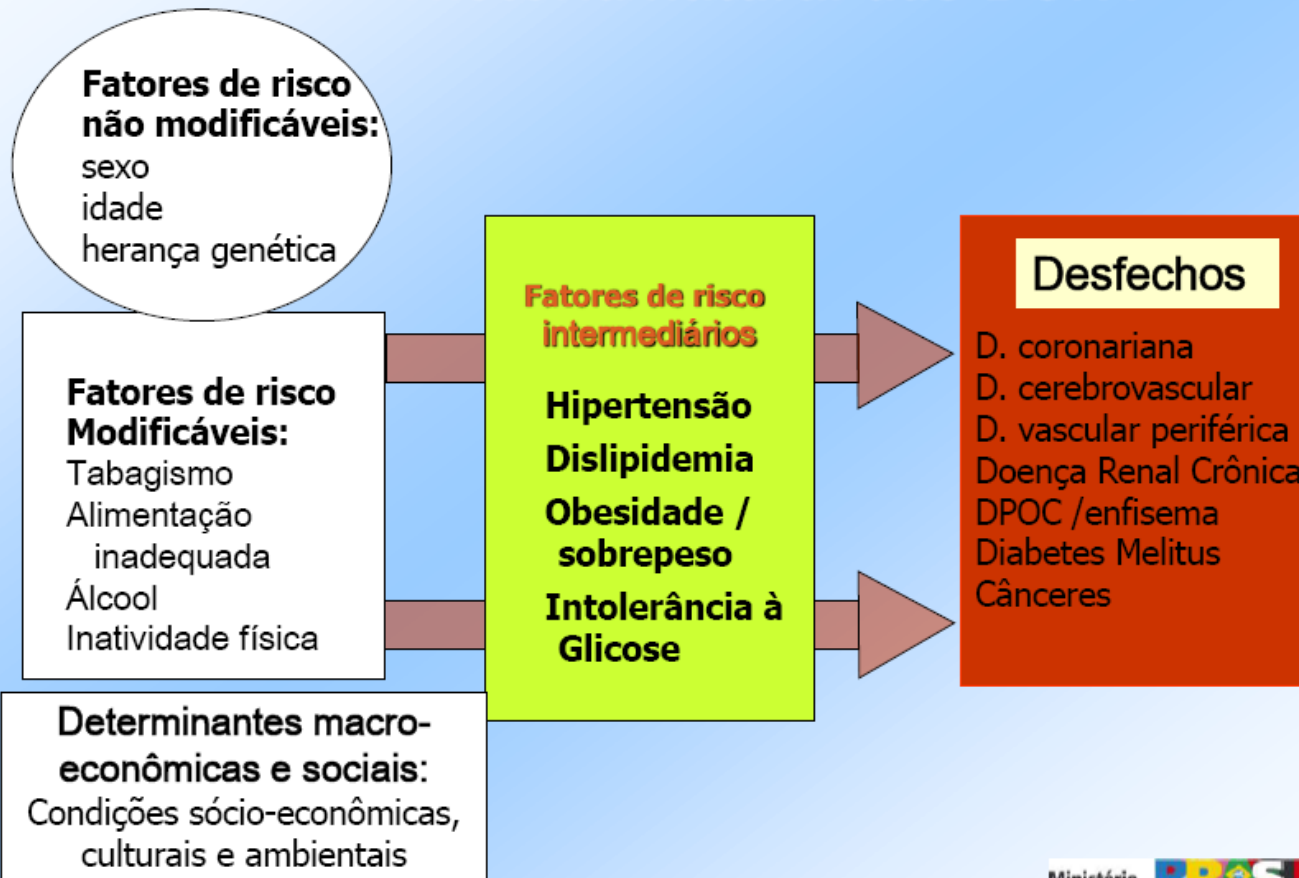 Fatores de risco
não modificáveis:
sexo
idade
herança genética
Fatores de risco
Modificáveis:
Tabagismo
Alimentação
inadequada
Álcool
Inatividade física
Determinantes macro-
econômicas e sociais:
Condições sócio-econômicas,
culturais e ambientais
Fatores de risco
intermediários
Hipertensão
Dislipidemia
Obesidade /
sobrepeso
Intolerância à
Glicose
Desfechos
D. coronariana
D. cerebrovascular
D. vascular periférica
Doença Renal Crônica
DPOC /enfisema
Diabetes Melitus
Cânceres
Ministério